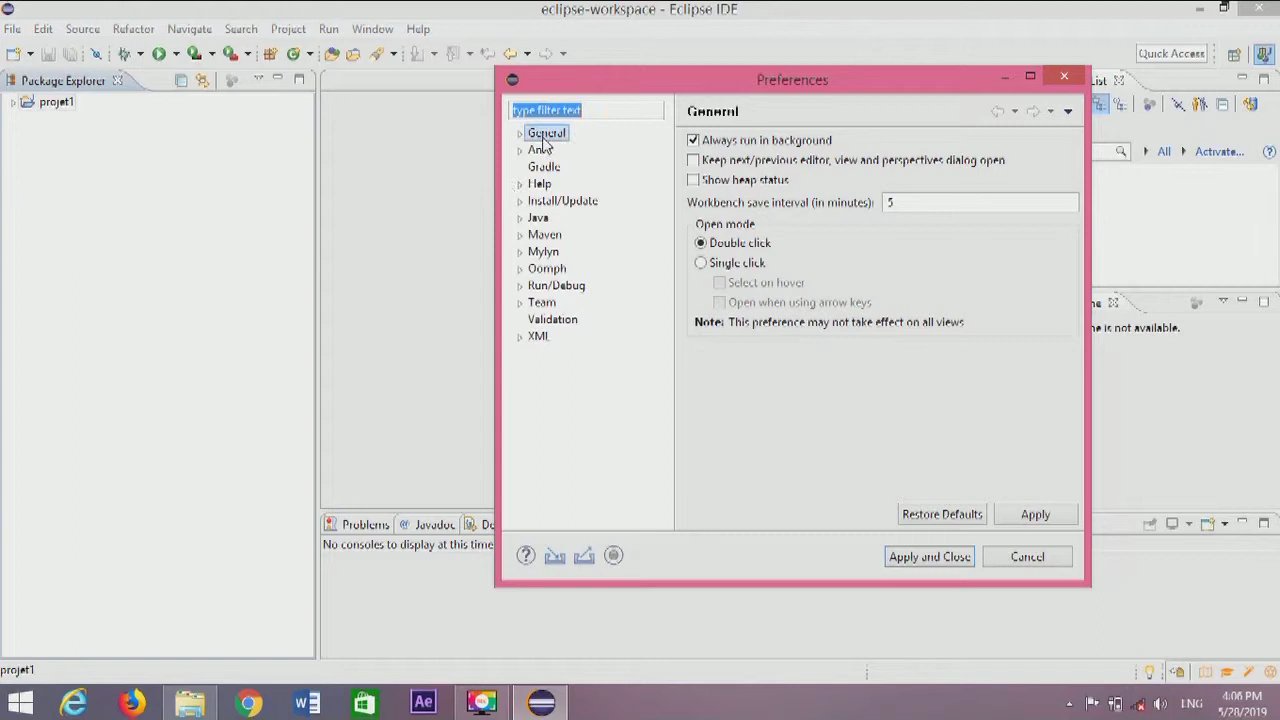 eclipse-workspace - Eclipse IDE
File Edit Source Refactor Navigate Search Project Run Window Help
Quick Access
Package Explorer
projet1
List
All Activate...
is not available.
Preferences
type filter text
General
Gradle
Help
Install/Update
Java
Maven
Mylyn
Oomph
Run/Debug
Team
Validation
XML
General
Always run in background
Keep next/previous editor, view and perspectives dialog open
Show heap status
Workbench save interval (in minutes): 5
Open mode
Double click
Single click
Select on hover
Open when using arrow keys
Note: This preference may not take effect on all views
Restore Defaults Apply
Apply and Close Cancel
Problems Javadoc De
No consoles to display at this time
projet1
Ae
ENG
4:06 PM
5/28/2019